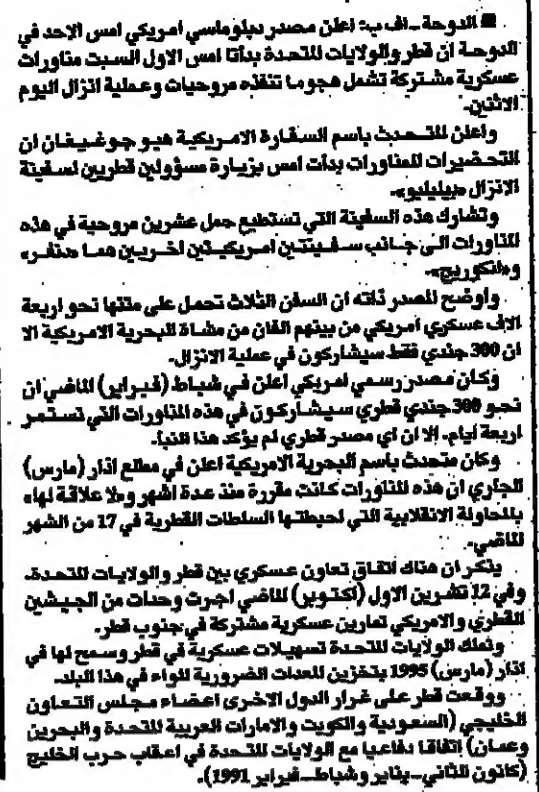 ■ الدوحة ـ اف ب: اعلن مصدر دبلوماسي امريكي امس الاحد في
الدوحة ان قطر والولايات المتحدة بدأتا امس الاول السبت مناورات
عسكرية مشتركة تشمل هجوما تنفذه مروحيات وعملية انزال اليوم
الاثنين.
واعلن المتحدث باسم السفارة الامريكية هيو جوغيغان ان
التحضيرات للمناورات بدأت امس بزيارة مسؤولين قطريين لسفينة
الانزال «بيليليو».
وتشارك هذه السفينة التي تستطيع حمل عشرين مروحية في هذه
المناورات الى جانب سفينتين امريكيتين اخريين هما «دنفر»
و«انكوريج».
واوضح المصدر ذاته ان السفن الثلاث تحمل على متنها نحو اربعة
الاف عسكري امريكي من بينهم الفان من مشاة البحرية الامريكية الا
ان 300 جندي فقط سيشاركون في عملية الانزال.
وكان مصدر رسمي امريكي اعلن في شباط (فبراير) الماضي ان
نحو 300 جندي قطري سيشاركون في هذه المناورات التي تستمر
اربعة ايام. الا ان اي مصدر قطري لم يؤكد هذا النبأ.
وكان متحدث باسم البحرية الامريكية اعلن في مطلع اذار (مارس)
الجاري ان هذه المناورات كانت مقررة منذ عدة اشهر و«لا علاقة لها»
بالمحاولة الانقلابية التي احبطتها السلطات القطرية في 17 من الشهر
الماضي.
يذكر ان هناك اتفاق تعاون عسكري بين قطر والولايات المتحدة.
وفي 12 تشرين الاول (اكتوبر) الماضي اجرت وحدات من الجيشين
القطري والامريكي تمارين عسكرية مشتركة في جنوب قطر.
وتملك الولايات المتحدة تسهيلات عسكرية في قطر وسمح لها في
اذار (مارس) 1995 بتخزين المعدات الضرورية للواء في هذا البلد.
ووقعت قطر على غرار الدول الاخرى اعضاء مجلس التعاون
الخليجي (السعودية والكويت والامارات العربية المتحدة والبحرين
وعمان) اتفاقا دفاعيا مع الولايات المتحدة في اعقاب حرب الخليج
(كانون الثاني ـ يناير وشباط ـ فبراير 1991).